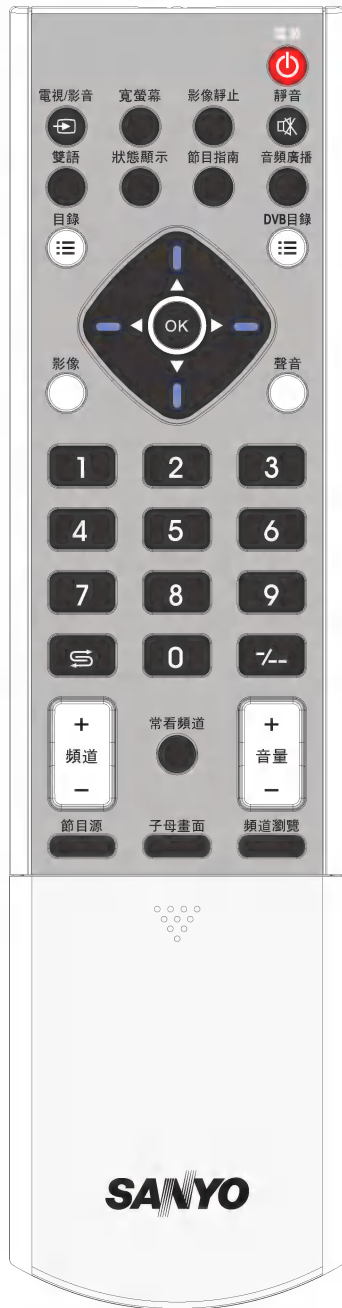 電源
電視/影音 寬螢幕 影像靜止 靜音
雙語 狀態顯示 節目指南 音頻廣播
目錄 DVB目錄
OK
影像 聲音
1 2 3
4 5 6
7 8 9
0 -/--
+ 常看頻道 +
頻道 音量
− −
節目源 子母畫面 頻道瀏覽
SANYO